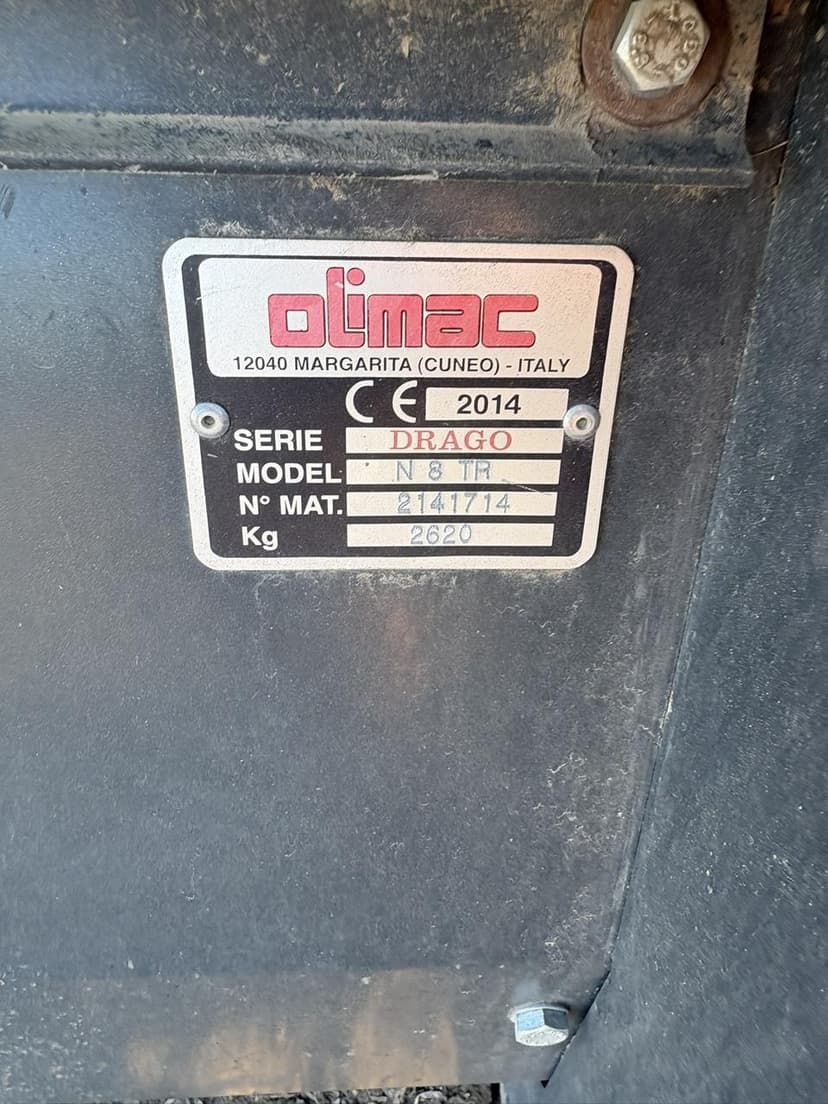 olimac
12040 MARGARITA (CUNEO) - ITALY
CE 2014
SERIE DRAGO
MODEL N 8 TR
N° MAT. 2141714
Kg 2620